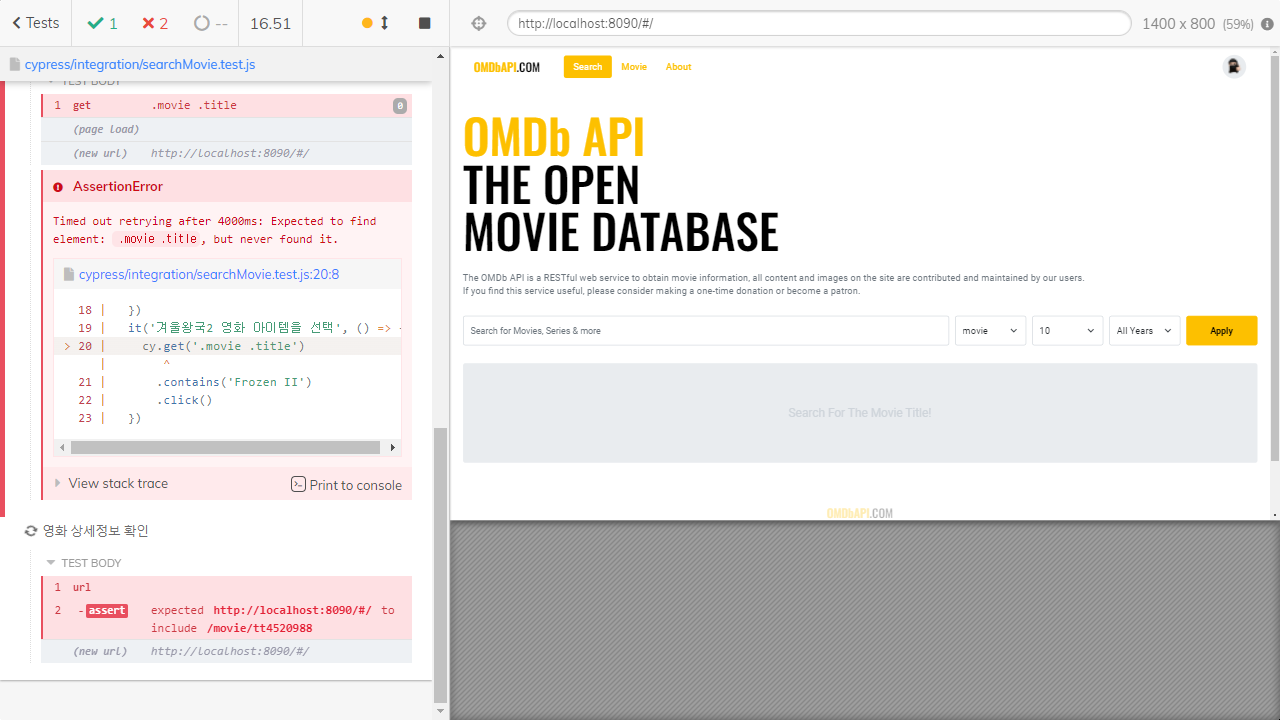 Tests
1
2
--
16.51
http://localhost:8090/#/
1400 x 800 (59%)
cypress/integration/searchMovie.test.js
TEST BODY
1 get .movie .title 0
(page load)
(new url) http://localhost:8090/#/
AssertionError
Timed out retrying after 4000ms: Expected to find
element: .movie .title, but never found it.
cypress/integration/searchMovie.test.js:20:8
18 | })
19 | it('겨울왕국2 영화 아이템을 선택', () =>
> 20 | cy.get('.movie .title')
| ^
21 | .contains('Frozen II')
22 | .click()
23 | })
View stack trace
Print to console
영화 상세정보 확인
TEST BODY
1 url
2 -assert expected http://localhost:8090/#/ to
include /movie/tt4520988
(new url) http://localhost:8090/#/
OMDbAPI.COM
Search
Movie
About
OMDb API
THE OPEN
MOVIE DATABASE
The OMDb API is a RESTful web service to obtain movie information, all content and images on the site are contributed and maintained by our users.
If you find this service useful, please consider making a one-time donation or become a patron.
Search for Movies, Series & more
movie
10
All Years
Apply
Search For The Movie Title!
OMDbAPI.COM